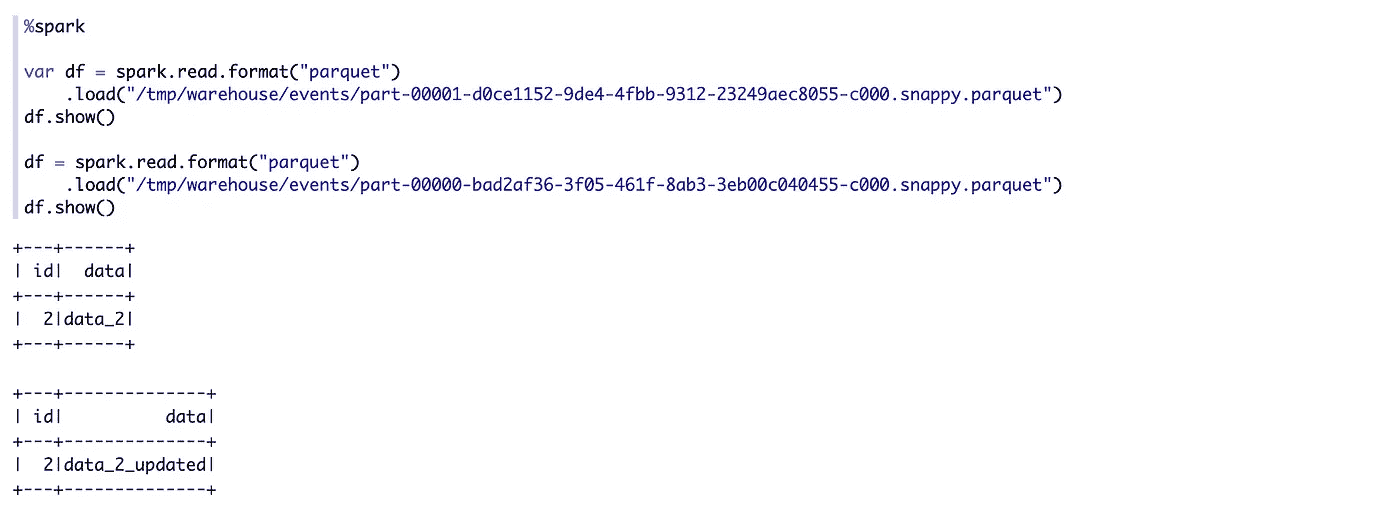 %spark
var df = spark.read.format("parquet")
    .load("/tmp/warehouse/events/part-00001-d0ce1152-9de4-4fbb-9312-23249aec8055-c000.snappy.parquet")
df.show()
df = spark.read.format("parquet")
    .load("/tmp/warehouse/events/part-00000-bad2af36-3f05-461f-8ab3-3eb00c040455-c000.snappy.parquet")
df.show()
+---+------+
| id|  data|
+---+------+
|  2|data_2|
+---+------+
+---+--------------+
| id|          data|
+---+--------------+
|  2|data_2_updated|
+---+--------------+